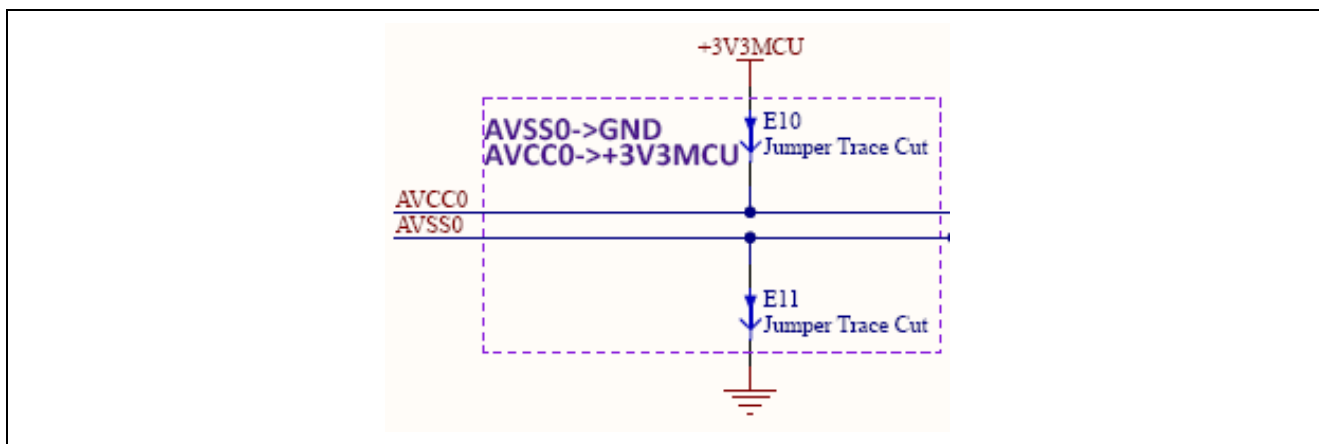 +3V3MCU
AVSS0->GND
AVCC0->+3V3MCU
E10
Jumper Trace Cut
AVCC0
AVSS0
E11
Jumper Trace Cut